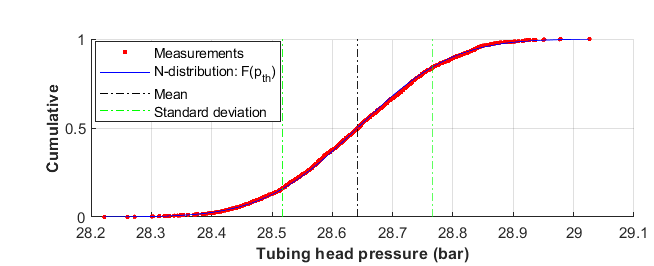 1
0.5
0
Cumulative
Measurements
N-distribution: F(p_th)
Mean
Standard deviation
28.2 28.3 28.4 28.5 28.6 28.7 28.8 28.9 29 29.1
Tubing head pressure (bar)